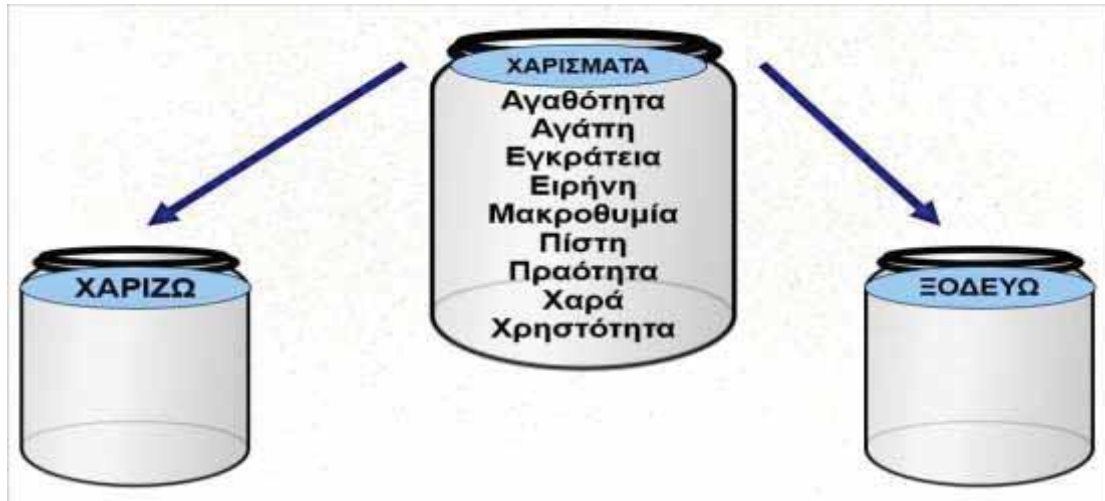 ΧΑΡΙΣΜΑΤΑ
Αγαθότητα
Αγάπη
Εγκράτεια
Ειρήνη
Μακροθυμία
Πίστη
Πραότητα
Χαρά
Χρηστότητα
ΧΑΡΙΖΩ
ΞΟΔΕΥΩ